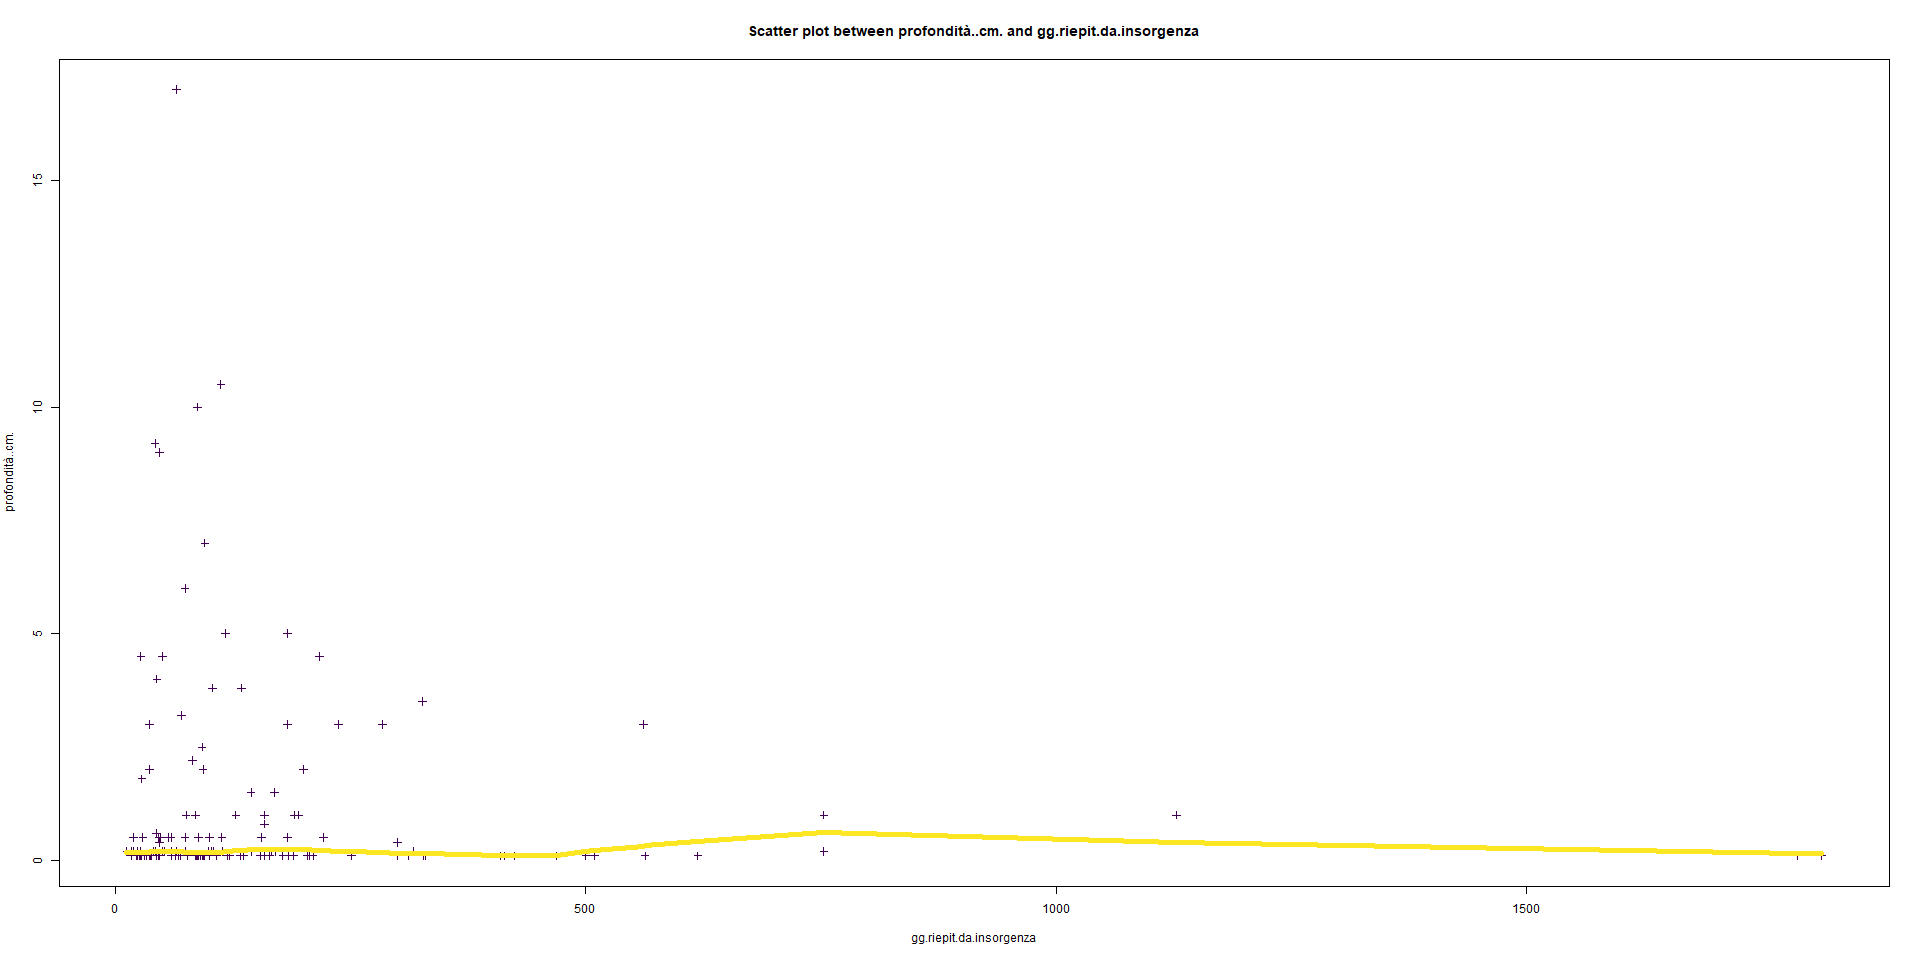 Scatter plot between profondità..cm. and gg.riepit.da.insorgenza
15
10
5
0
profondità..cm.
0 500 1000 1500
gg.riepit.da.insorgenza